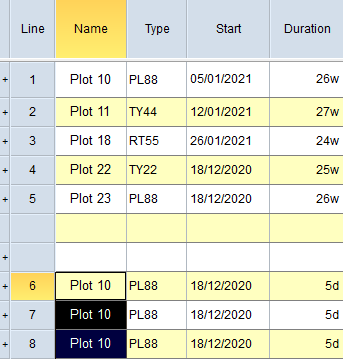 Line Name Type Start Duration
+ 1 Plot 10 PL88 05/01/2021 26w
+ 2 Plot 11 TY44 12/01/2021 27w
+ 3 Plot 18 RT55 26/01/2021 24w
+ 4 Plot 22 TY22 18/12/2020 25w
+ 5 Plot 23 PL88 18/12/2020 26w
+
+ 6 Plot 10 PL88 18/12/2020 5d
+ 7 Plot 10 PL88 18/12/2020 5d
+ 8 Plot 10 PL88 18/12/2020 5d